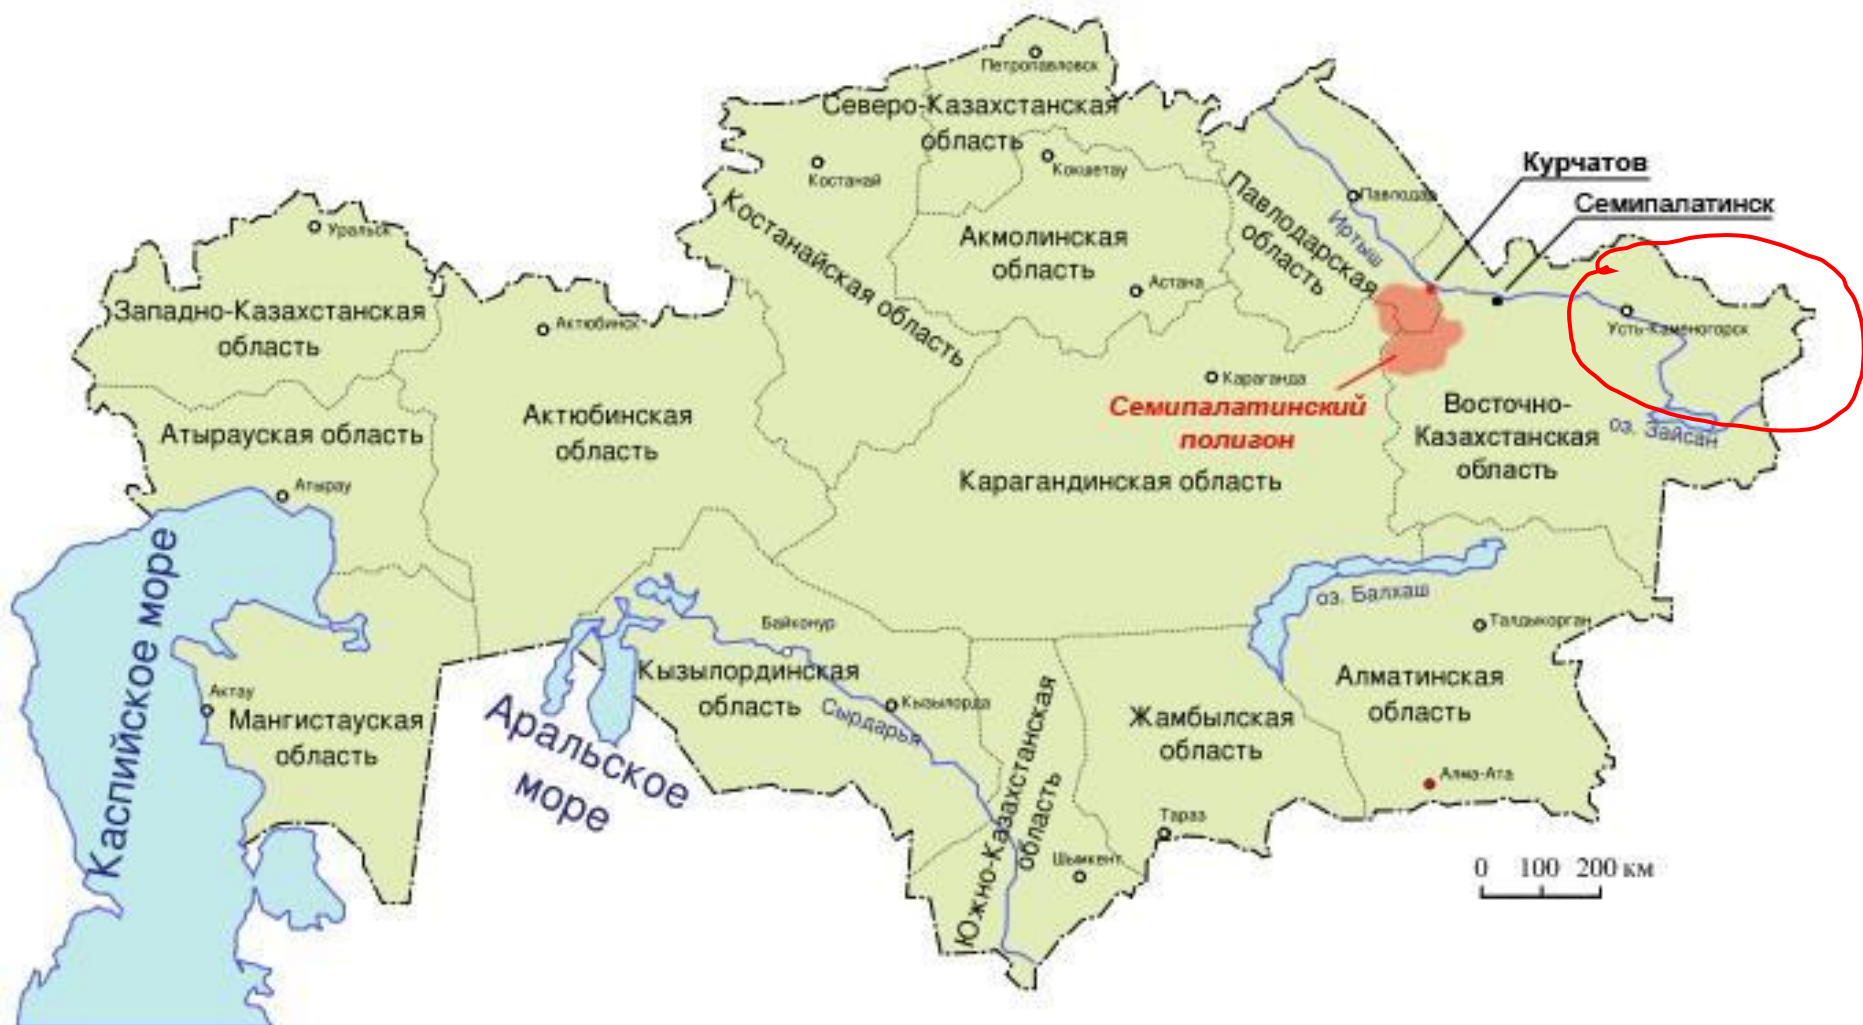 Петропавловск
Северо-Казахстанская
область
Костанай
Кокшетау
Курчатов
Павлодар
Семипалатинск
Павлодарская
область
Иртыш
Костанайская область
Акмолинская
область
Астана
Уральск
Западно-Казахстанская
область
Актюбинск
Усть-Каменогорск
Караганда
Семипалатинский
полигон
Восточно-
Казахстанская
область
оз. Зайсан
Актюбинская
область
Атырауская область
Атырау
Карагандинская область
Каспийское море
оз. Балхаш
Байконур
Талдыкорган
Кызылординская
область
Кызылорда
Сырдарья
Актау
Мангистауская
область
Аральское
море
Южно-Казахстанская
область
Жамбылская
область
Алматинская
область
Алма-Ата
Тараз
Шымкент
0 100 200 км